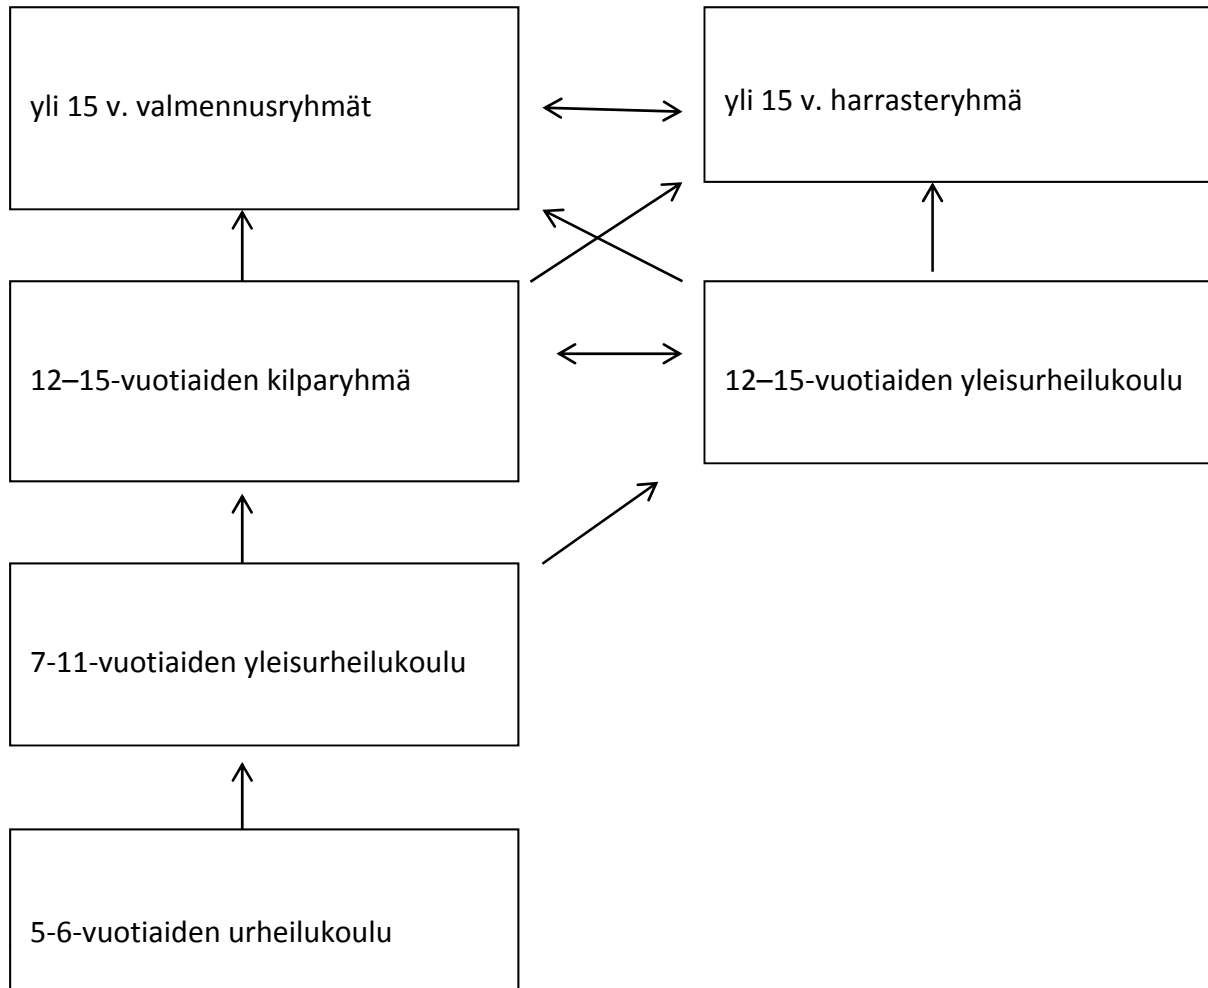 yli 15 v. valmennusryhmät
yli 15 v. harrasteryhmä
12–15-vuotiaiden kilparyhmä
12–15-vuotiaiden yleisurheilukoulu
7-11-vuotiaiden yleisurheilukoulu
5-6-vuotiaiden urheilukoulu